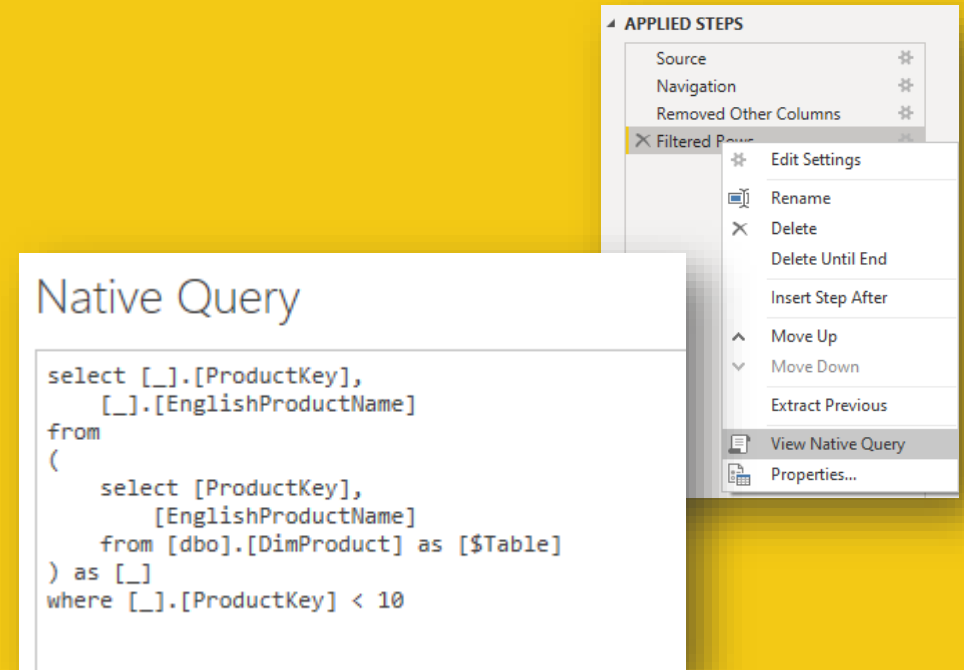 APPLIED STEPS
Source
Navigation
Removed Other Columns
Filtered Rows
Edit Settings
Rename
Delete
Delete Until End
Insert Step After
Move Up
Move Down
Extract Previous
View Native Query
Properties...
Native Query
select [_].[ProductKey],
    [_].[EnglishProductName]
from
(
    select [ProductKey],
        [EnglishProductName]
    from [dbo].[DimProduct] as [$Table]
) as [_]
where [_].[ProductKey] < 10